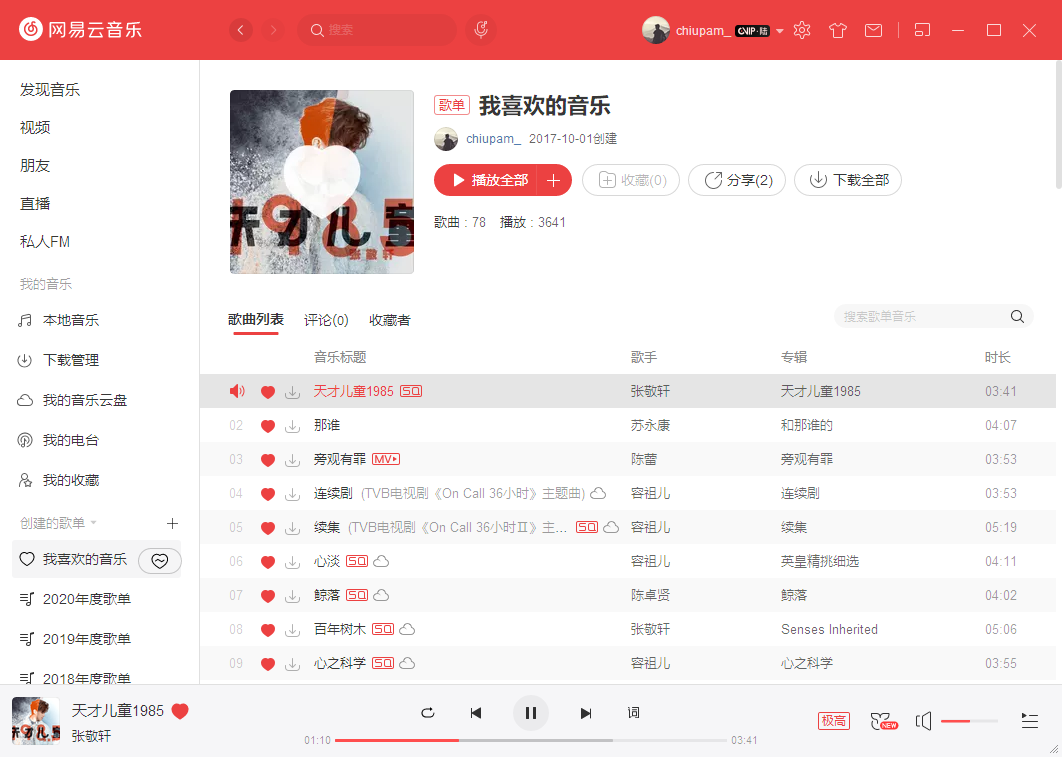 网易云音乐
搜索
chiupam_
CVIP·陆
发现音乐
视频
朋友
直播
私人FM
我的音乐
本地音乐
下载管理
我的音乐云盘
我的电台
我的收藏
创建的歌单
我喜欢的音乐
2020年度歌单
2019年度歌单
2018年度歌单
歌单 我喜欢的音乐
chiupam_ 2017-10-01创建
播放全部 收藏(0) 分享(2) 下载全部
歌曲 : 78 播放 : 3641
天才儿童
1985
张敬轩
歌曲列表 评论(0) 收藏者
搜索歌单音乐
音乐标题 歌手 专辑 时长
天才儿童1985 SQ 张敬轩 天才儿童1985 03:41
02 那谁 苏永康 和那谁的 04:07
03 旁观有罪 MV 陈蕾 旁观有罪 03:53
04 连续剧 (TVB电视剧《On Call 36小时》主题曲) 容祖儿 连续剧 03:53
05 续集 (TVB电视剧《On Call 36小时Ⅱ》主... SQ 容祖儿 续集 05:19
06 心淡 SQ 容祖儿 英皇精挑细选 04:11
07 鲸落 SQ 陈卓贤 鲸落 04:02
08 百年树木 SQ 张敬轩 Senses Inherited 05:06
09 心之科学 SQ 容祖儿 心之科学 03:55
天才儿童1985
张敬轩
词
01:10 03:41
极高
NEW